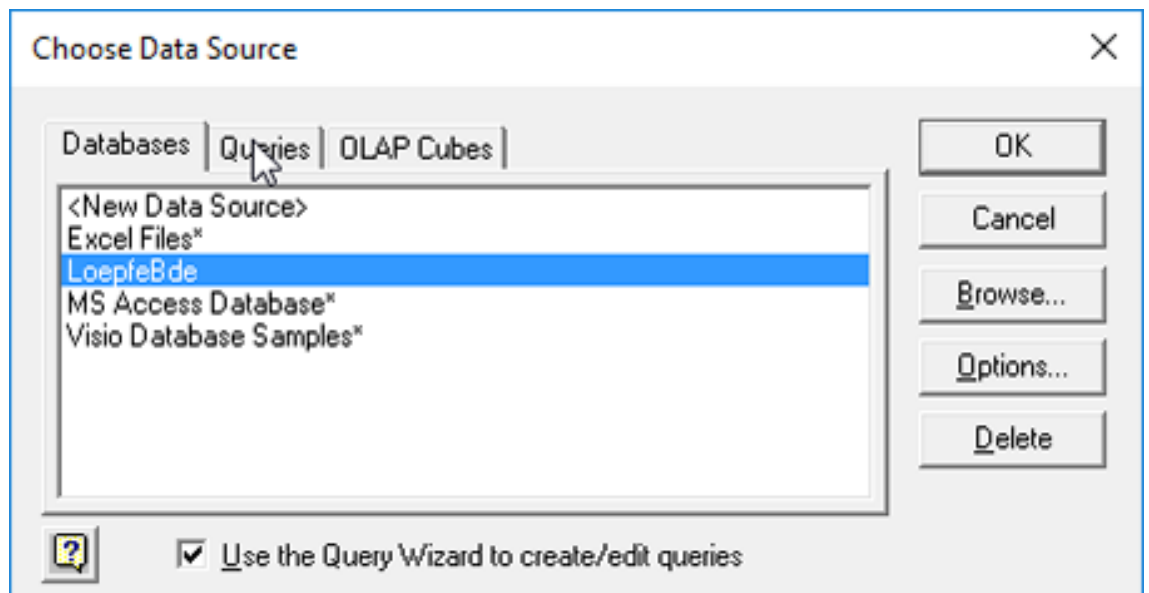 Choose Data Source
Databases Queries OLAP Cubes
<New Data Source>
Excel Files*
LoepfeBde
MS Access Database*
Visio Database Samples*
OK
Cancel
Browse...
Options...
Delete
?
Use the Query Wizard to create/edit queries